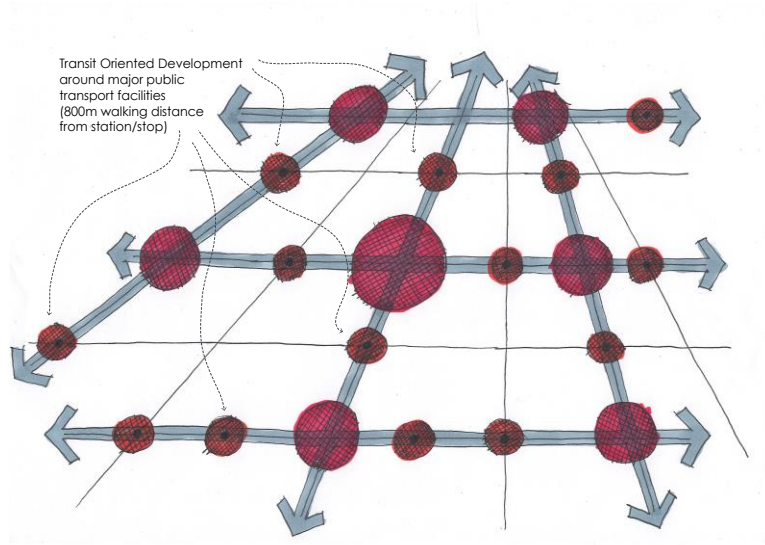 Transit Oriented Development
around major public
transport facilities
(800m walking distance
from station/stop)